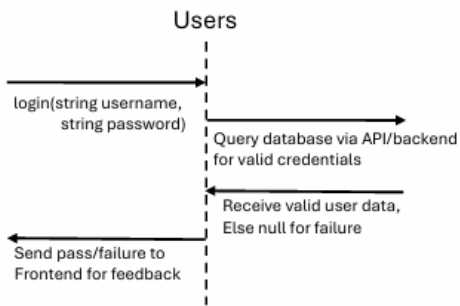 Users
login(string username,
string password)
Query database via API/backend
for valid credentials
Receive valid user data,
Else null for failure
Send pass/failure to
Frontend for feedback